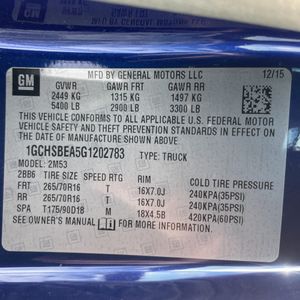 GM
MFD BY GENERAL MOTORS LLC
12/15
GVWR GAWR FRT GAWR RR
2449 KG 1315 KG 1497 KG
5400 LB 2900 LB 3300 LB
THIS VEHICLE CONFORMS TO ALL APPLICABLE U.S. FEDERAL MOTOR
VEHICLE SAFETY AND THEFT PREVENTION STANDARDS IN EFFECT ON
THE DATE OF MANUFACTURE SHOWN ABOVE.
1GCHSBEA5G1202783 TYPE: TRUCK
MODEL: 2M53
2BB6 TIRE SIZE SPEED RTG RIM COLD TIRE PRESSURE
FRT 265/70R16 T 16X7.0J 240KPA(35PSI)
RR 265/70R16 T 16X7.0J 240KPA(35PSI)
SPA T175/90D18 M 18X4.5B 420KPA(60PSI)
SEE OWNER'S MANUAL FOR MORE INFORMATION.